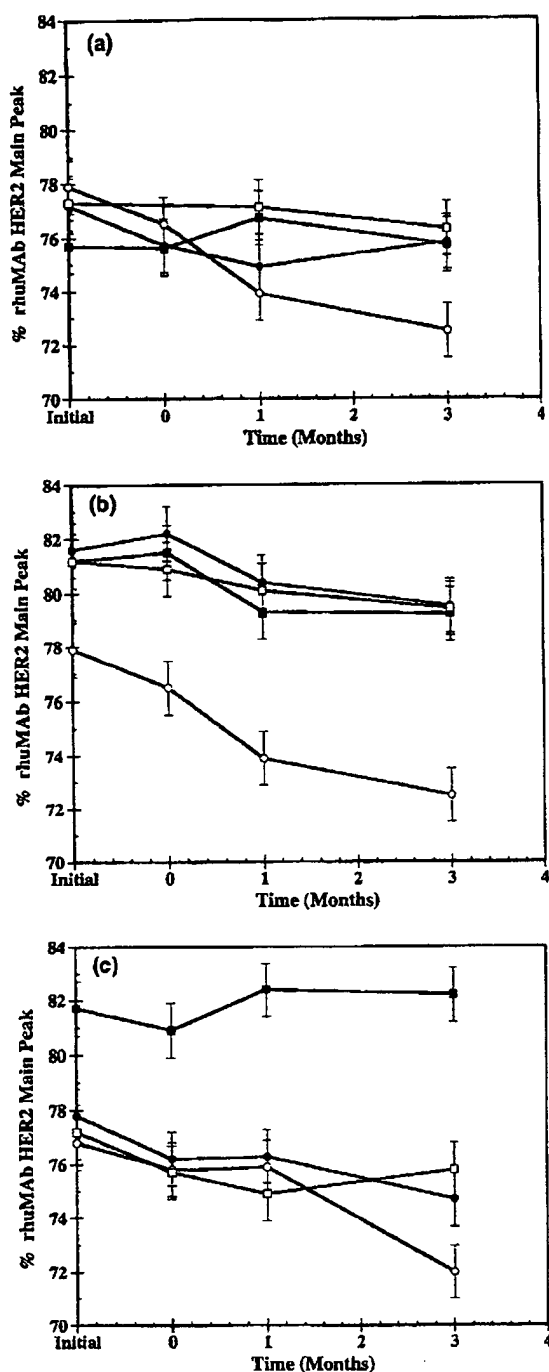 (a)
% rhuMAb HER2 Main Peak
84
82
80
78
76
74
72
70
Initial 0 1 2 3 4
Time (Months)
(b)
% rhuMAb HER2 Main Peak
84
82
80
78
76
74
72
70
Initial 0 1 2 3 4
Time (Months)
(c)
% rhuMAb HER2 Main Peak
84
82
80
78
76
74
72
70
Initial 0 1 2 3 4
Time (Months)